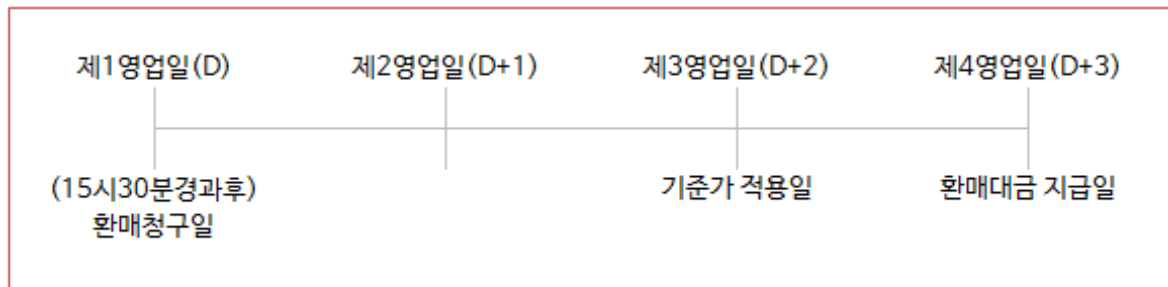 제1영업일(D) 제2영업일(D+1) 제3영업일(D+2) 제4영업일(D+3)
(15시30분경과후) 기준가 적용일 환매대금 지급일
환매청구일